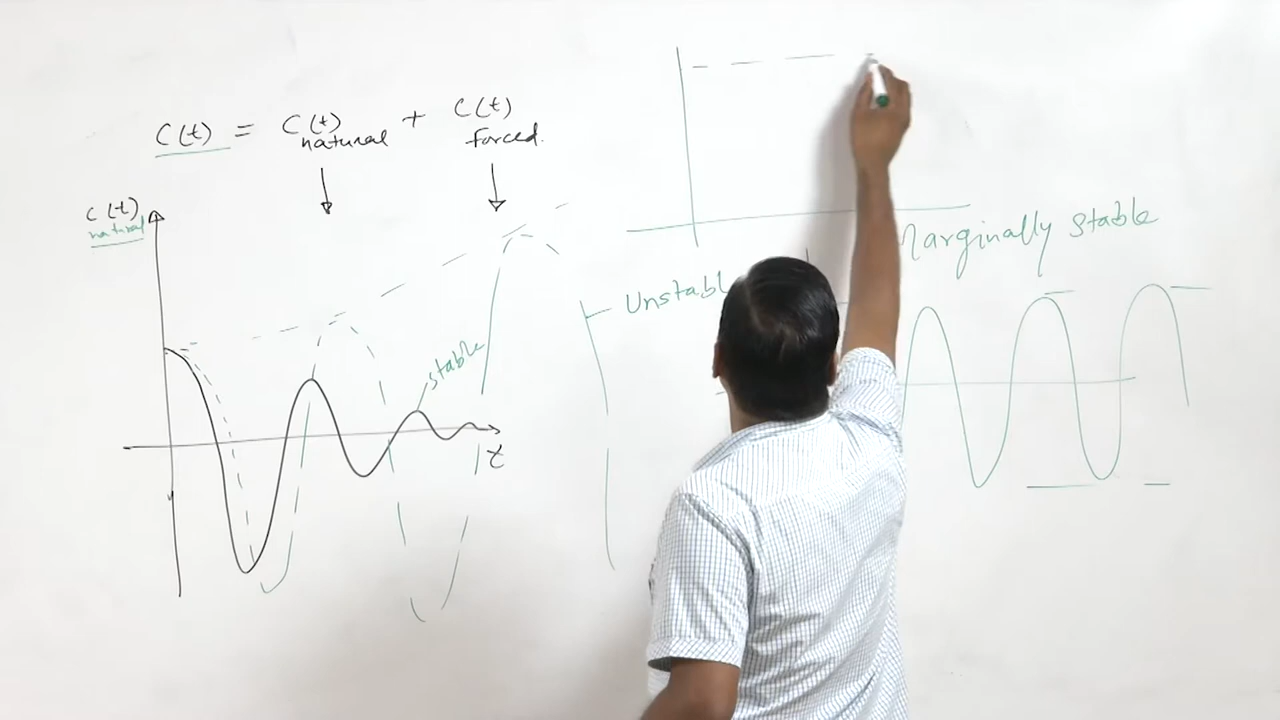 C(t) = C(t) natural + C(t) forced.
C(t)
natural
t
stable
Unstabl
Marginally stable